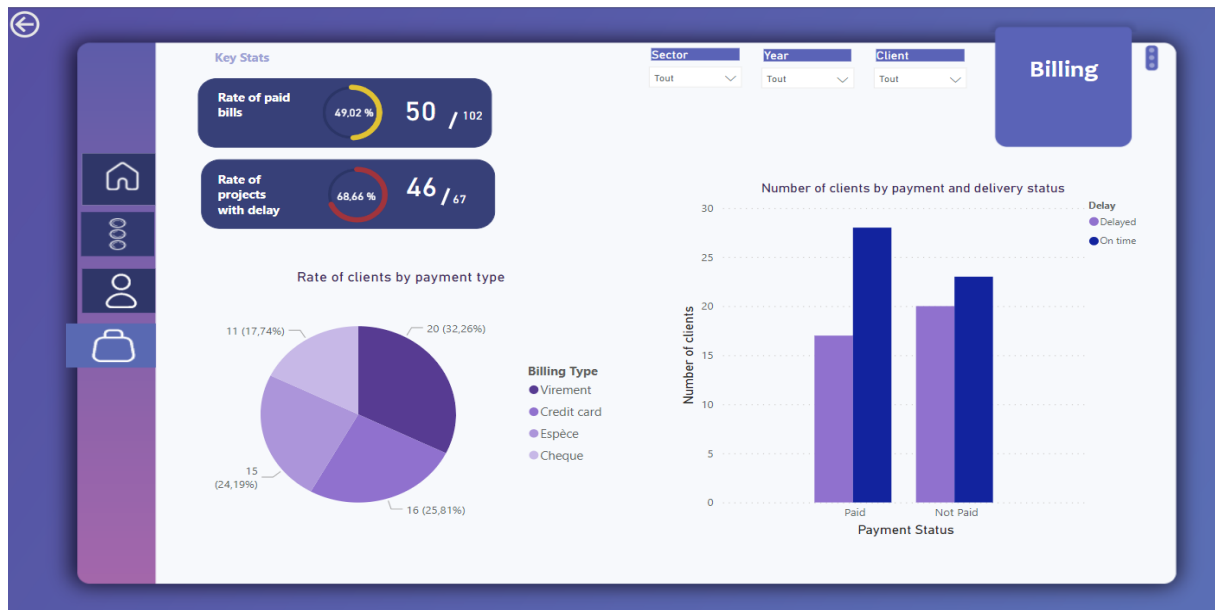 Key Stats
Rate of paid
bills
49,02 %
50 / 102
Rate of
projects
with delay
68,66 %
46 / 67
Sector
Tout
Year
Tout
Client
Tout
Billing
Rate of clients by payment type
11 (17,74%)
20 (32,26%)
15
(24,19%)
16 (25,81%)
Billing Type
Virement
Credit card
Espèce
Cheque
Number of clients by payment and delivery status
30
25
20
15
10
5
0
Number of clients
Paid
Not Paid
Payment Status
Delay
Delayed
On time